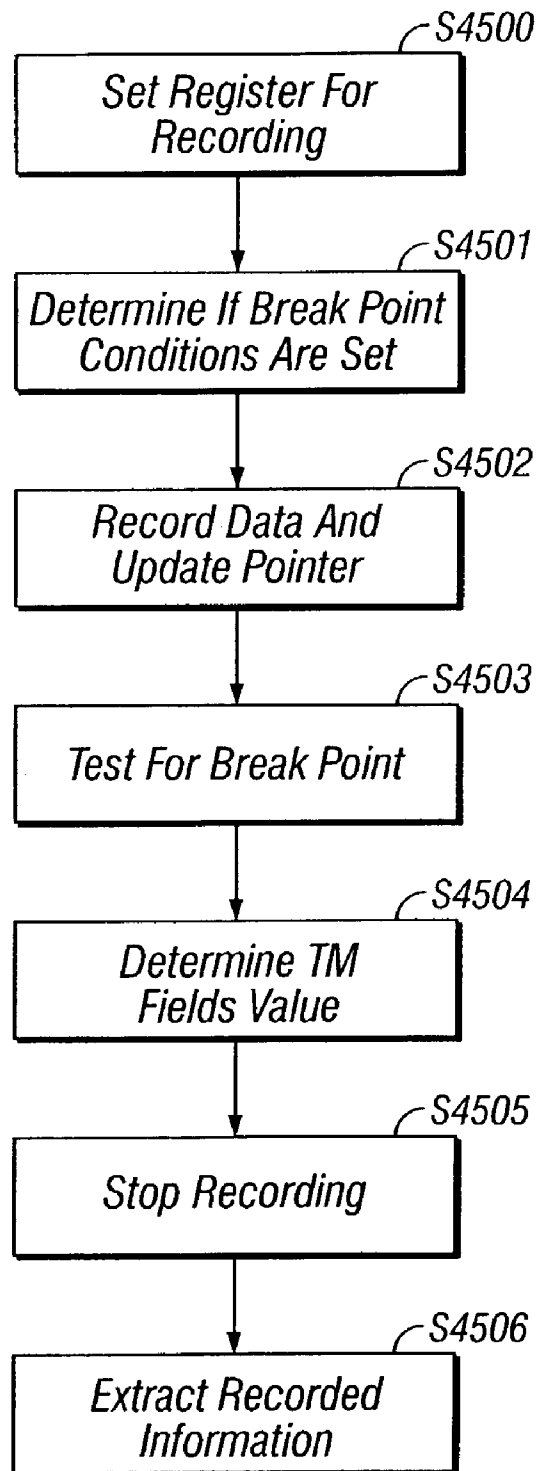 S4500
Set Register For
Recording
S4501
Determine If Break Point
Conditions Are Set
S4502
Record Data And
Update Pointer
S4503
Test For Break Point
S4504
Determine TM
Fields Value
S4505
Stop Recording
S4506
Extract Recorded
Information